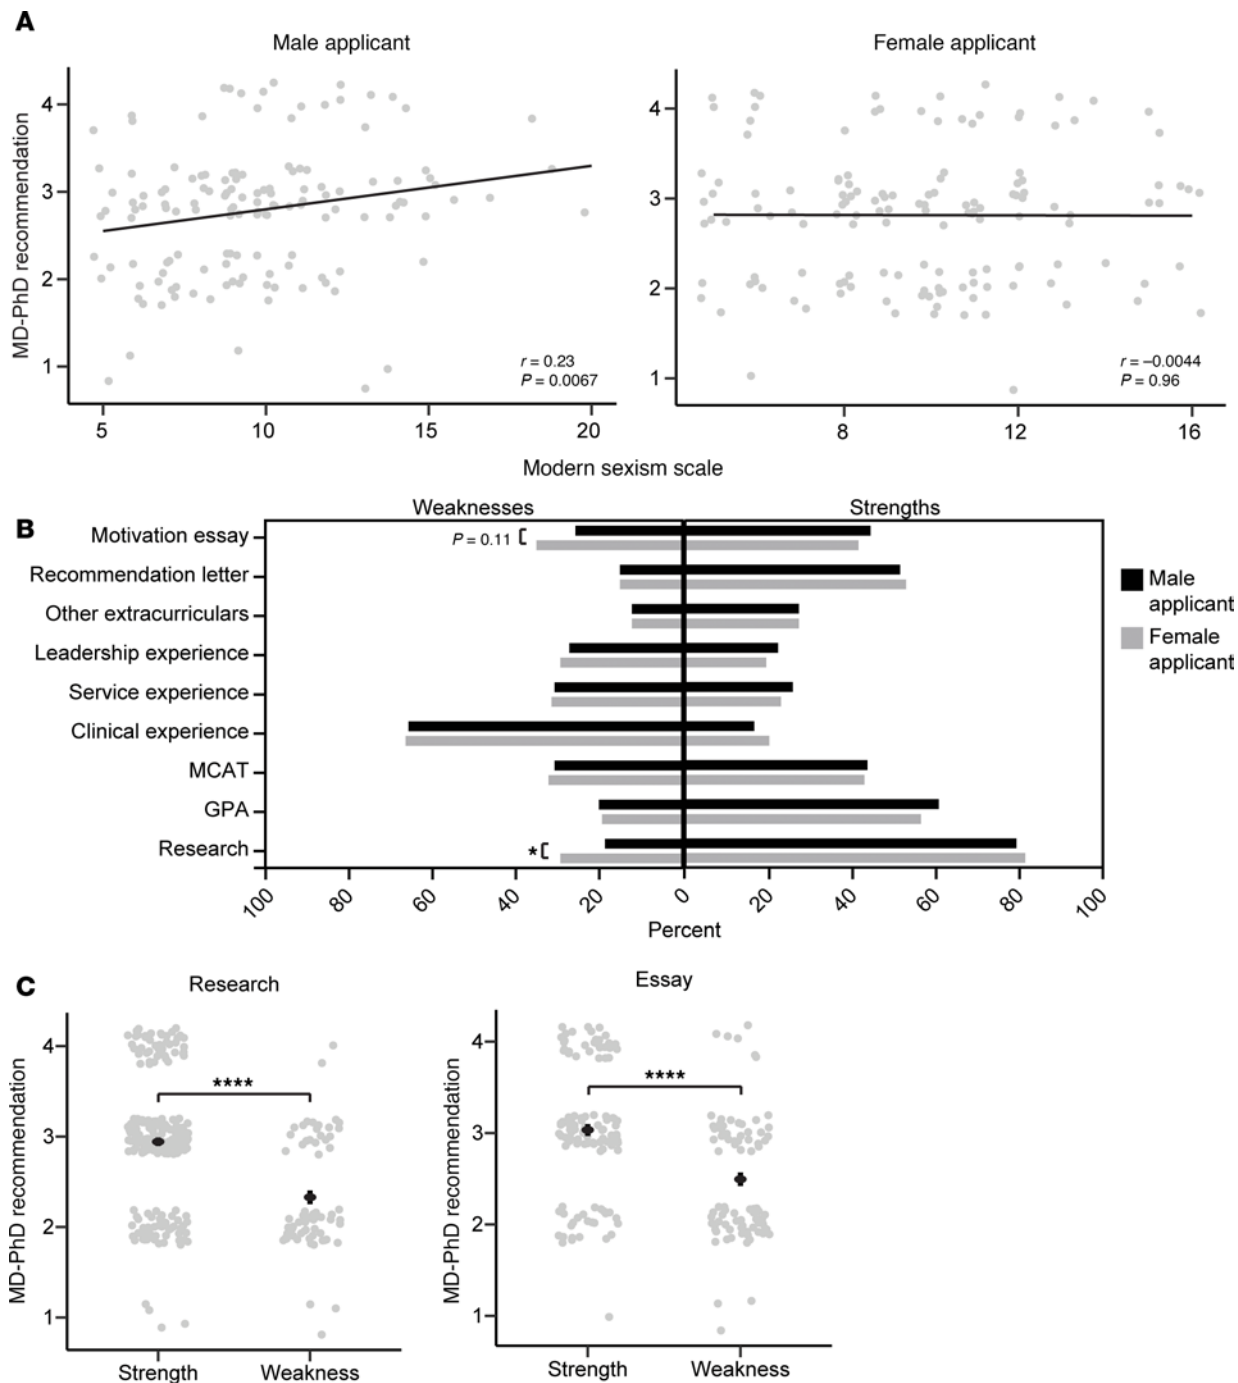 A
Male applicant
Female applicant
MD-PhD recommendation
4
3
2
1
4
3
2
1
r = 0.23
P = 0.0067
r = –0.0044
P = 0.96
5
10
15
20
8
12
16
Modern sexism scale
B
Weaknesses
Strengths
Motivation essay
P = 0.11
Recommendation letter
Other extracurriculars
Leadership experience
Service experience
Clinical experience
MCAT
GPA
Research
*
Male
applicant
Female
applicant
100
80
60
40
20
0
20
40
60
80
100
Percent
C
Research
Essay
MD-PhD recommendation
4
3
2
1
****
Strength
Weakness
MD-PhD recommendation
4
3
2
1
****
Strength
Weakness